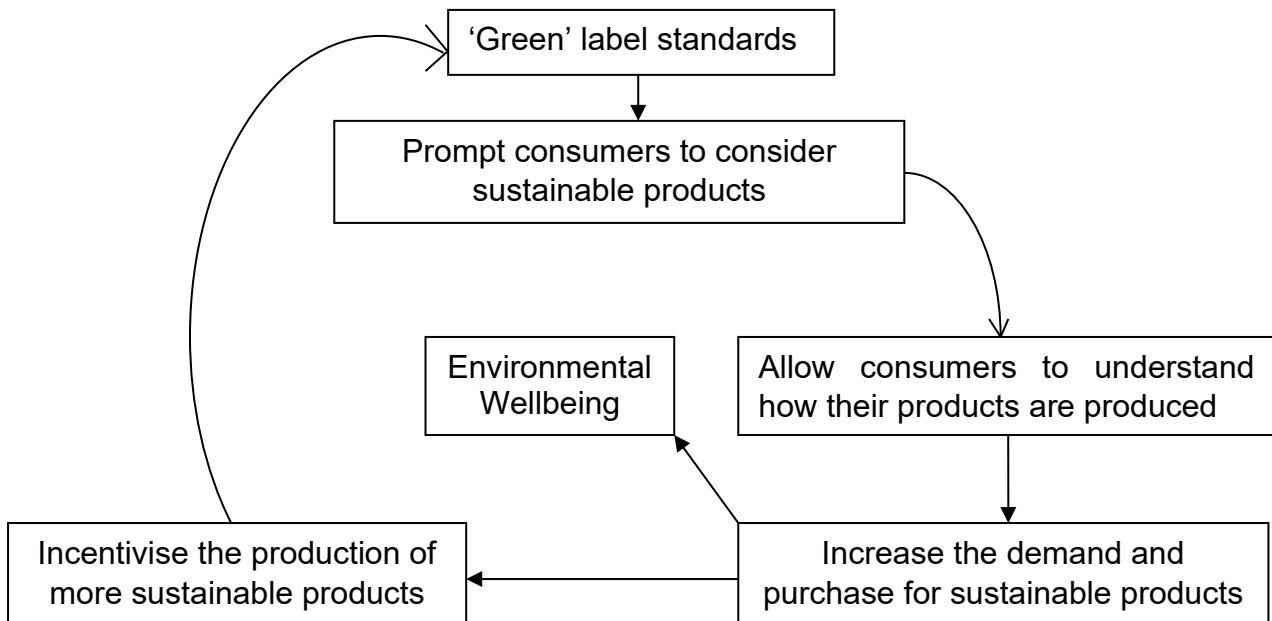 ‘Green’ label standards
Prompt consumers to consider
sustainable products
Environmental
Wellbeing
Allow consumers to understand
how their products are produced
Incentivise the production of
more sustainable products
Increase the demand and
purchase for sustainable products